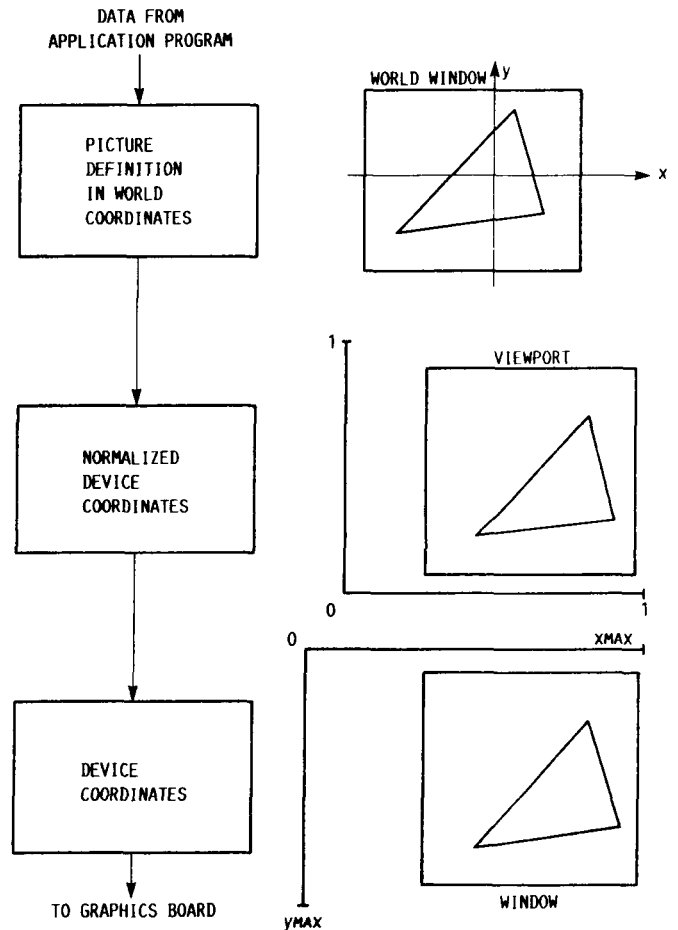 DATA FROM
APPLICATION PROGRAM
PICTURE
DEFINITION
IN WORLD
COORDINATES
WORLD WINDOW
y
x
NORMALIZED
DEVICE
COORDINATES
1
VIEWPORT
0
1
DEVICE
COORDINATES
0
XMAX
WINDOW
yMAX
TO GRAPHICS BOARD